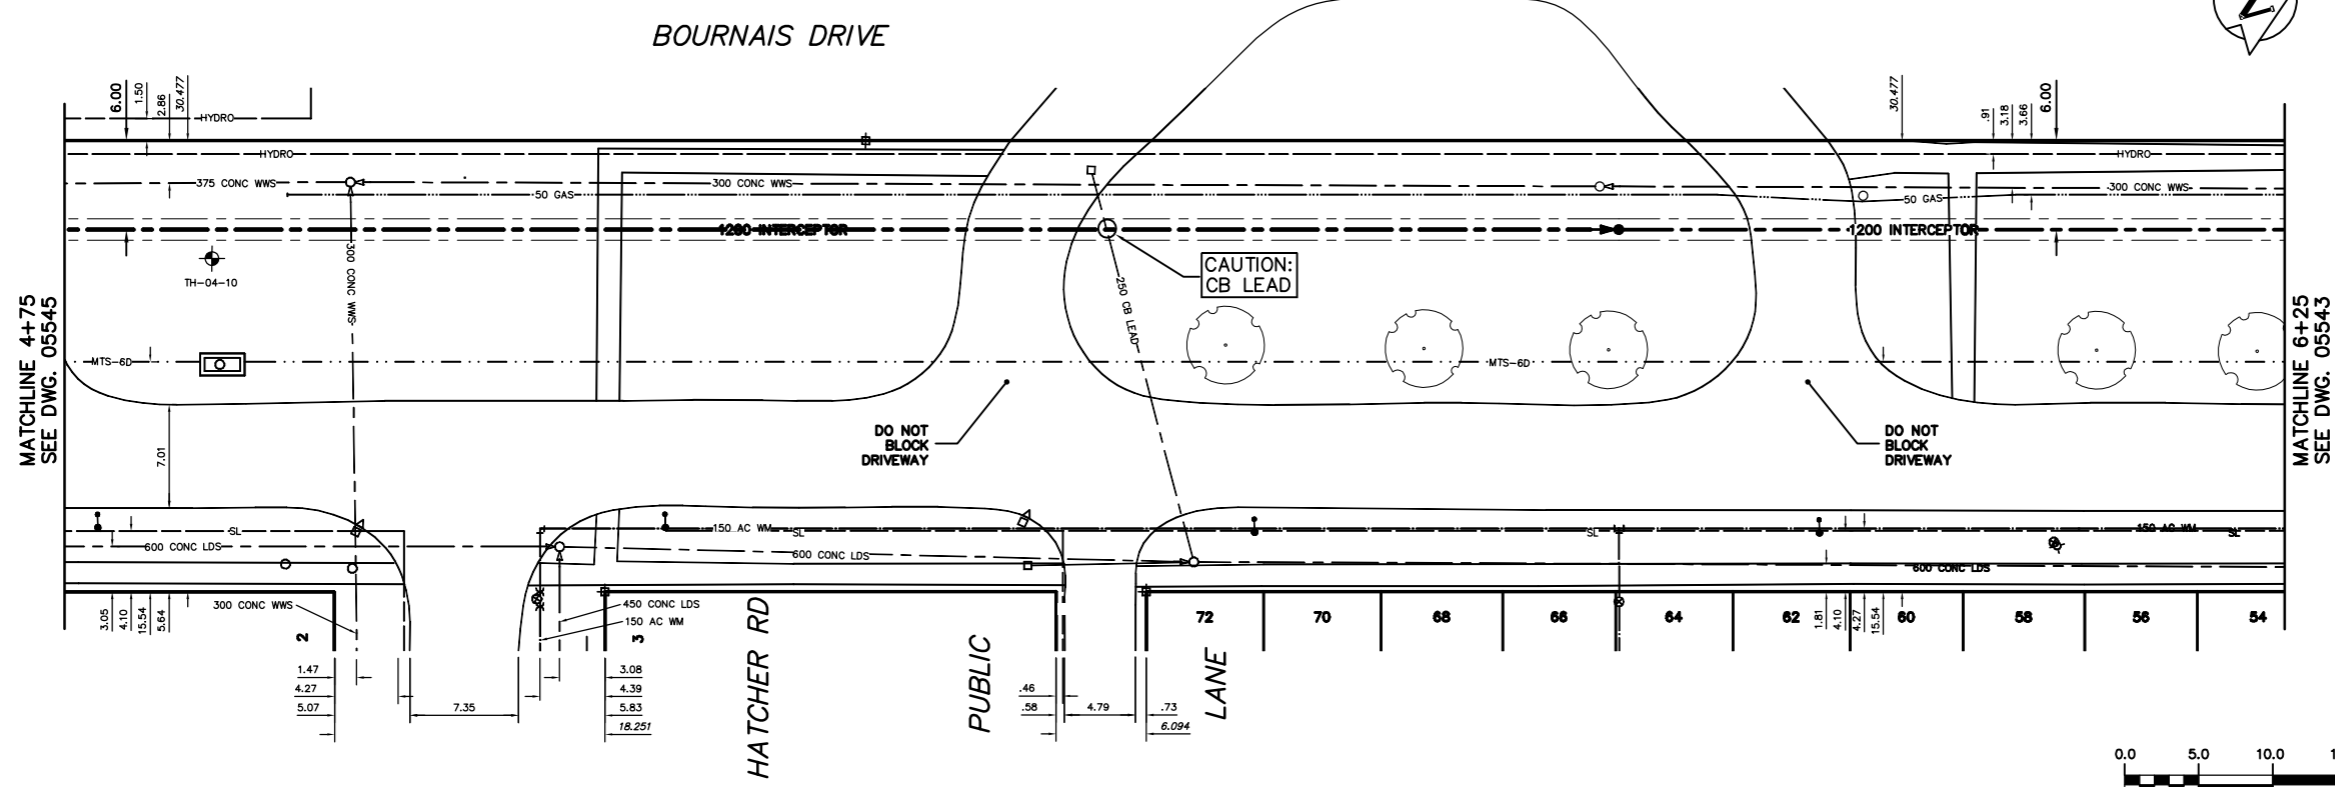 BOURNAIS DRIVE
6.00
1.50
2.86
30.477
HYDRO
30.477
.91
3.18
3.66
6.00
HYDRO
HYDRO
375 CONC WWS
300 CONC WWS
300 CONC WWS
50 GAS
50 GAS
1200 INTERCEPTOR
1200 INTERCEPTOR
TH-04-10
300 CONC WWS
250 CB LEAD
CAUTION:
CB LEAD
MATCHLINE 4+75
SEE DWG. 05545
MATCHLINE 6+25
SEE DWG. 05543
MTS-6D
MTS-6D
7.01
DO NOT
BLOCK
DRIVEWAY
DO NOT
BLOCK
DRIVEWAY
SL
150 AC WM
SL
SL
150 AC WM
SL
600 CONC LDS
600 CONC LDS
600 CONC LDS
3.05
4.10
15.54
5.64
300 CONC WWS
2
450 CONC LDS
150 AC WM
3
HATCHER RD
PUBLIC
LANE
72
70
68
66
64
62
60
58
56
54
1.81
4.10
4.27
15.54
1.47
4.27
5.07
7.35
3.08
4.39
5.83
18.251
.46
.58
4.79
.73
6.094
0.0
5.0
10.0